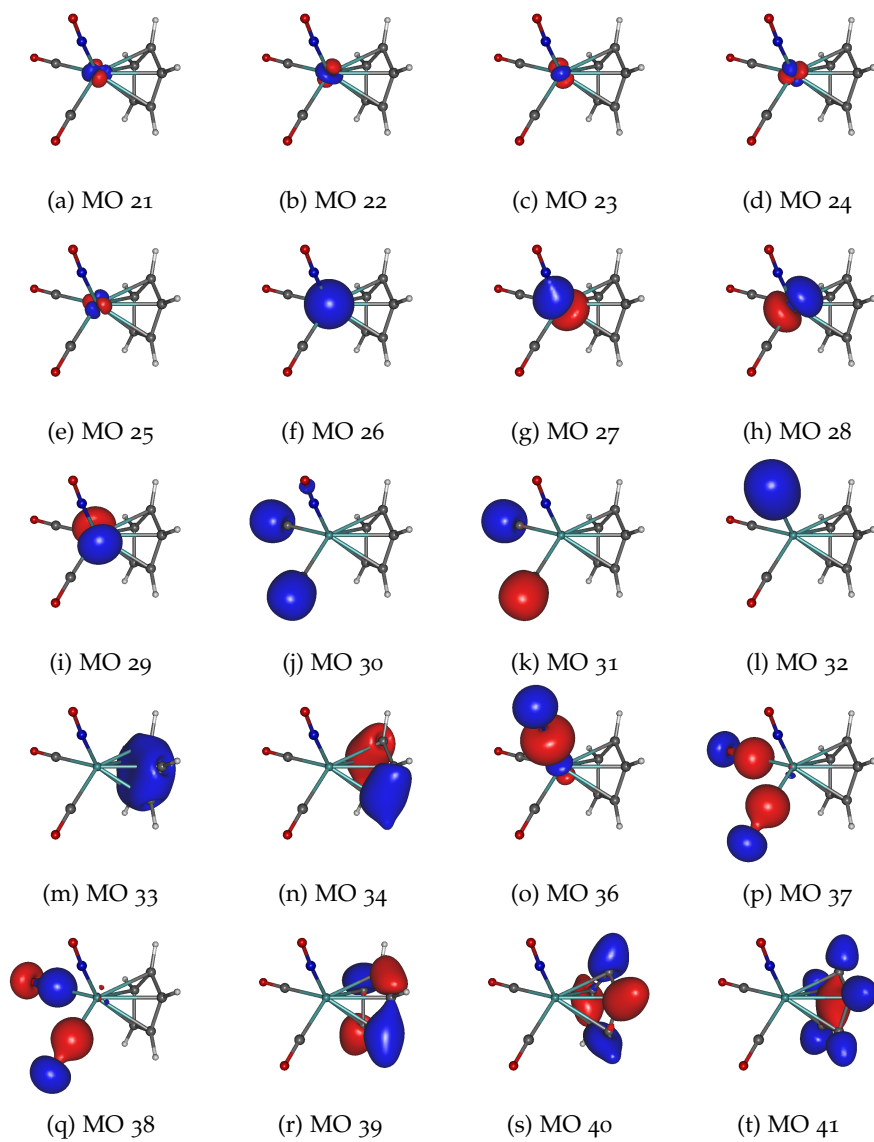 (a) MO 21 (b) MO 22 (c) MO 23 (d) MO 24
(e) MO 25 (f) MO 26 (g) MO 27 (h) MO 28
(i) MO 29 (j) MO 30 (k) MO 31 (l) MO 32
(m) MO 33 (n) MO 34 (o) MO 36 (p) MO 37
(q) MO 38 (r) MO 39 (s) MO 40 (t) MO 41